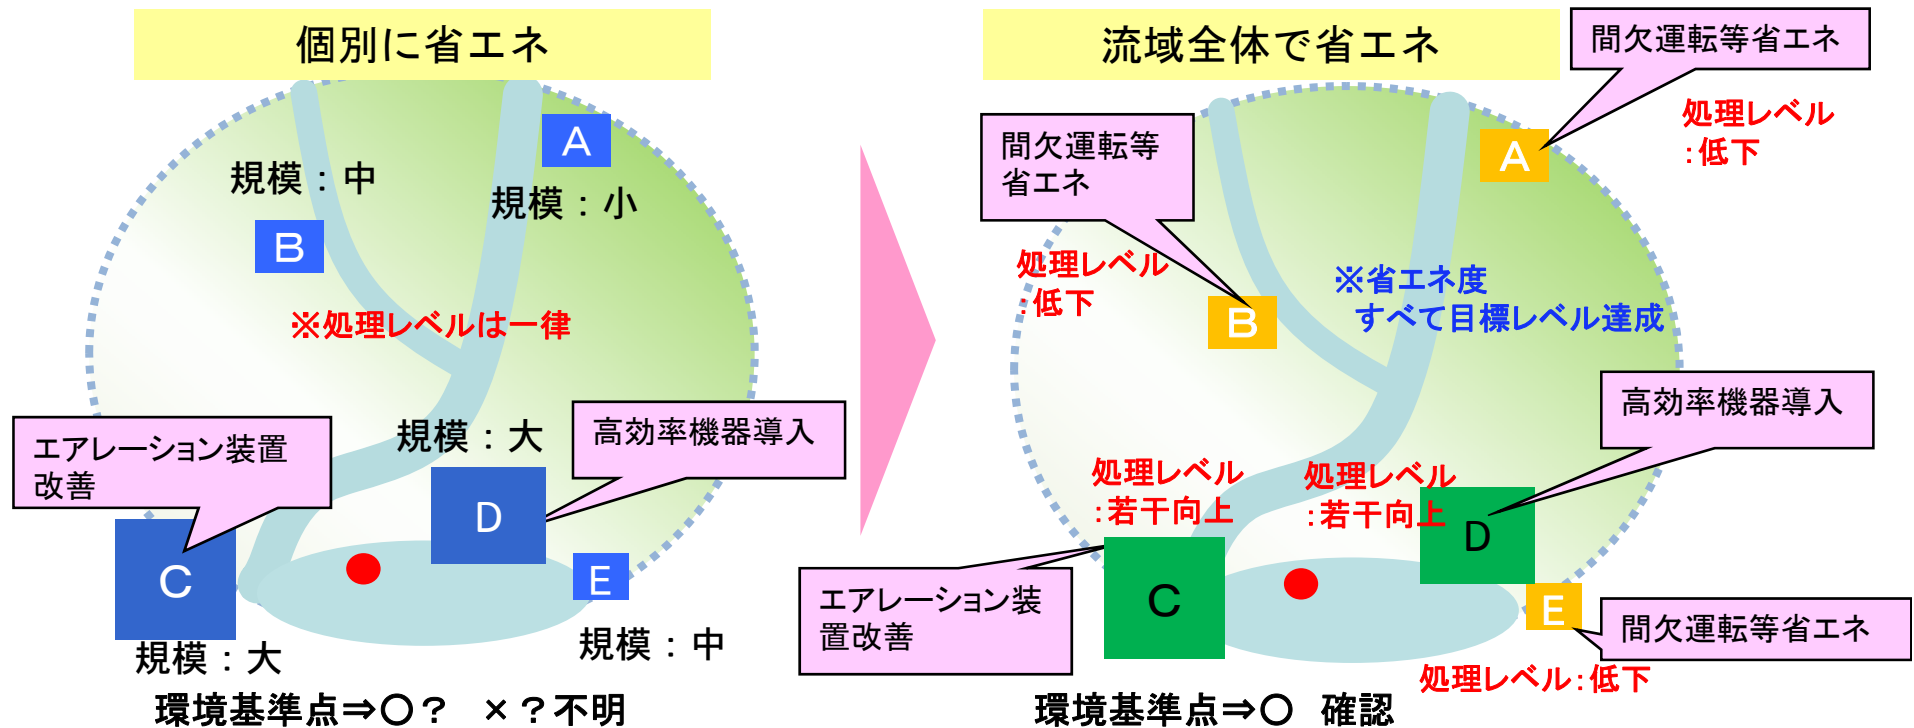 個別に省エネ
A
規模：中
規模：小
B
※処理レベルは一律
エアレーション装置
改善
規模：大
高効率機器導入
D
C
E
規模：大
規模：中
環境基準点⇒〇？　×？不明
流域全体で省エネ
間欠運転等省エネ
処理レベル
：低下
A
間欠運転等
省エネ
処理レベル
：低下
B
※省エネ度
すべて目標レベル達成
高効率機器導入
処理レベル
：若干向上
処理レベル
：若干向上
D
C
エアレーション装
置改善
E
間欠運転等省エネ
処理レベル：低下
環境基準点⇒〇　確認